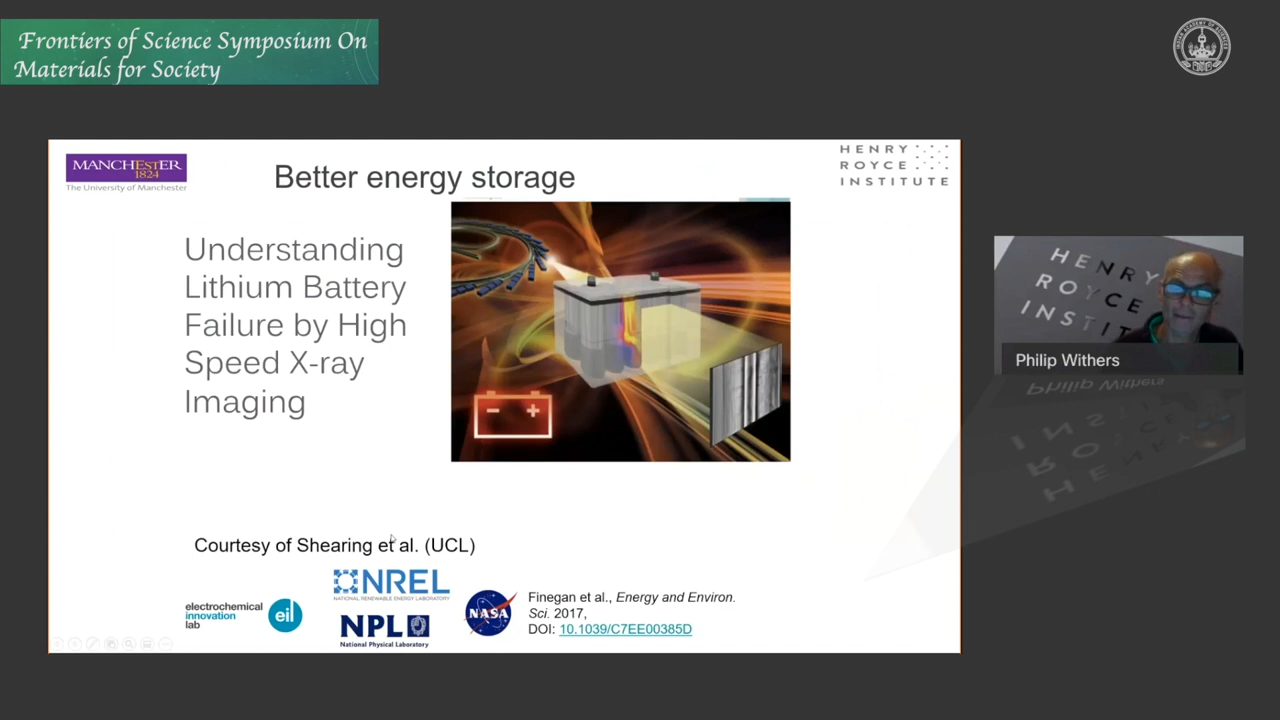 Frontiers of Science Symposium On
Materials for Society
MANCHESTER
1824
The University of Manchester
Better energy storage
HENRY
ROYCE
INSTITUTE
Understanding
Lithium Battery
Failure by High
Speed X-ray
Imaging
- +
HENRY
ROYCE
INSTIT
Philip Withers
Courtesy of Shearing et al. (UCL)
electrochemical
innovation
lab
eil
NREL
NATIONAL RENEWABLE ENERGY LABORATORY
NPL
National Physical Laboratory
NASA
Finegan et al., Energy and Environ.
Sci. 2017,
DOI: 10.1039/C7EE00385D